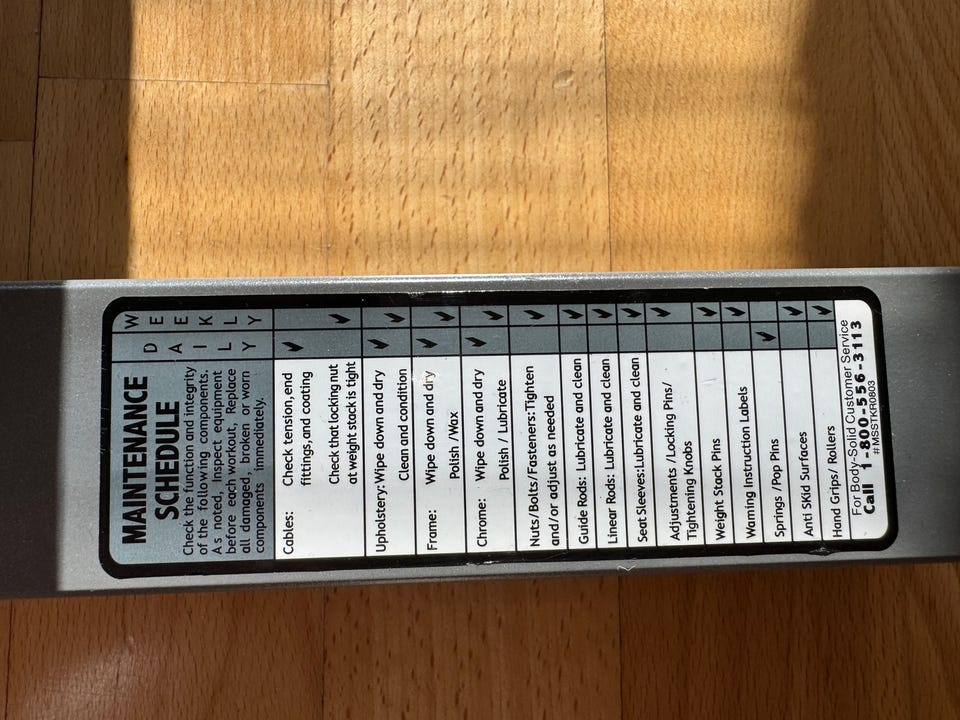 MAINTENANCE
SCHEDULE
Check the function and integrity
of the following components.
As noted, Inspect equipment
before each workout, Replace
all damaged, broken or worn
components immediately.
DAILY
WEEKLY
Cables: Check tension, end
fittings, and coating ✓
Check that locking nut
at weight stack is tight ✓
Upholstery: Wipe down and dry ✓
Clean and condition ✓
Frame: Wipe down and dry ✓
Polish /Wax ✓
Chrome: Wipe down and dry ✓
Polish / Lubricate ✓
Nuts/Bolts/Fasteners: Tighten
and/or adjust as needed ✓
Guide Rods: Lubricate and clean ✓
Linear Rods: Lubricate and clean ✓
Seat Sleeves: Lubricate and clean ✓
Adjustments /Locking Pins/
Tightening Knobs ✓
Weight Stack Pins ✓
Warning Instruction Labels ✓
Springs /Pop Pins ✓
Anti SKid Surfaces ✓
Hand Grips/ Rollers ✓
For Body-Solid Customer Service
Call 1-800-556-3113
#MSSTKR0803